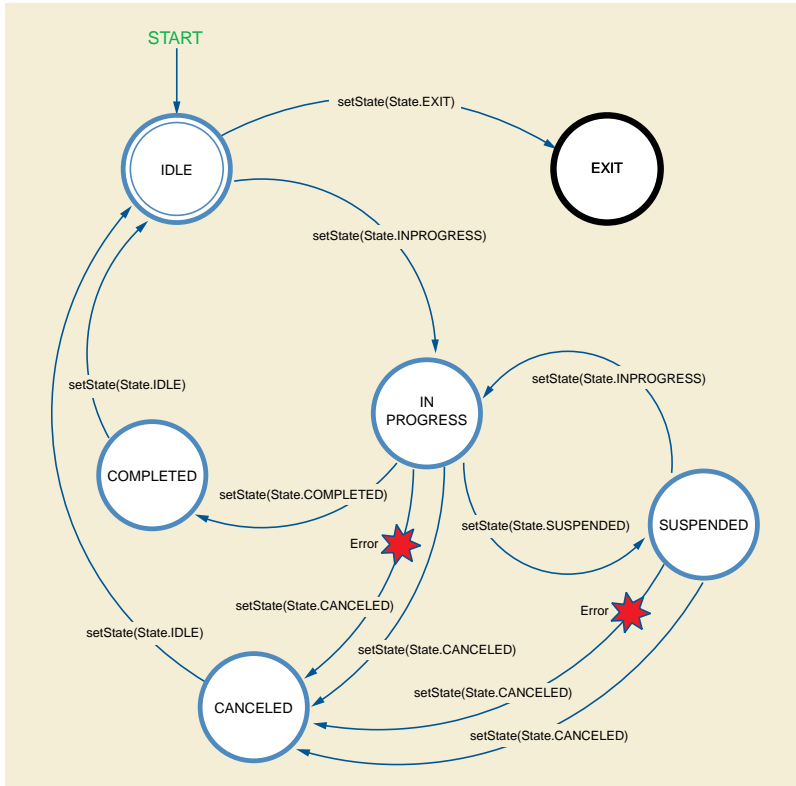 START
setState(State.EXIT)
IDLE
EXIT
setState(State.INPROGRESS)
setState(State.INPROGRESS)
setState(State.IDLE)
IN
PROGRESS
COMPLETED
setState(State.COMPLETED)
setState(State.SUSPENDED)
SUSPENDED
Error
setState(State.CANCELED)
Error
setState(State.IDLE)
setState(State.CANCELED)
setState(State.CANCELED)
CANCELED
setState(State.CANCELED)